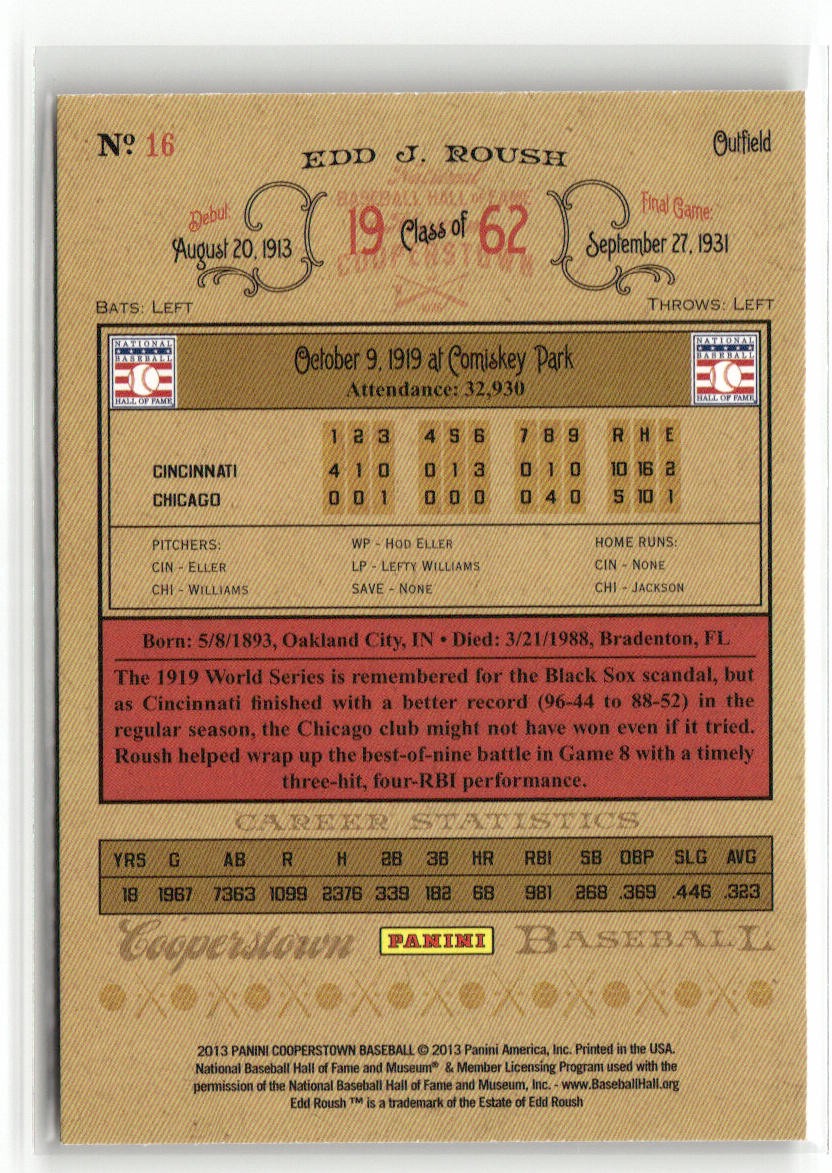 Nº 16
EDD J. ROUSH
Outfield
National
BASEBALL HALL OF FAME
COOPERSTOWN
Debut:
August 20, 1913
19 Class of 62
Final Game:
September 27, 1931
BATS: LEFT
THROWS: LEFT
NATIONAL
BASEBALL
HALL OF FAME
October 9, 1919 at Comiskey Park
Attendance: 32,930
NATIONAL
BASEBALL
HALL OF FAME
1 2 3 4 5 6 7 8 9 R H E
CINCINNATI 4 1 0 0 1 3 0 1 0 10 16 2
CHICAGO 0 0 1 0 0 0 0 4 0 5 10 1
PITCHERS: WP - HOD ELLER HOME RUNS:
CIN - ELLER LP - LEFTY WILLIAMS CIN - NONE
CHI - WILLIAMS SAVE - NONE CHI - JACKSON
Born: 5/8/1893, Oakland City, IN • Died: 3/21/1988, Bradenton, FL
The 1919 World Series is remembered for the Black Sox scandal, but
as Cincinnati finished with a better record (96-44 to 88-52) in the
regular season, the Chicago club might not have won even if it tried.
Roush helped wrap up the best-of-nine battle in Game 8 with a timely
three-hit, four-RBI performance.
CAREER STATISTICS
YRS G AB R H 2B 3B HR RBI SB OBP SLG AVG
18 1967 7363 1099 2376 339 182 68 981 268 .369 .446 .323
Cooperstown PANINI BASEBALL
2013 PANINI COOPERSTOWN BASEBALL © 2013 Panini America, Inc. Printed in the USA.
National Baseball Hall of Fame and Museum® & Member Licensing Program used with the
permission of the National Baseball Hall of Fame and Museum, Inc. - www.BaseballHall.org
Edd Roush ™ is a trademark of the Estate of Edd Roush